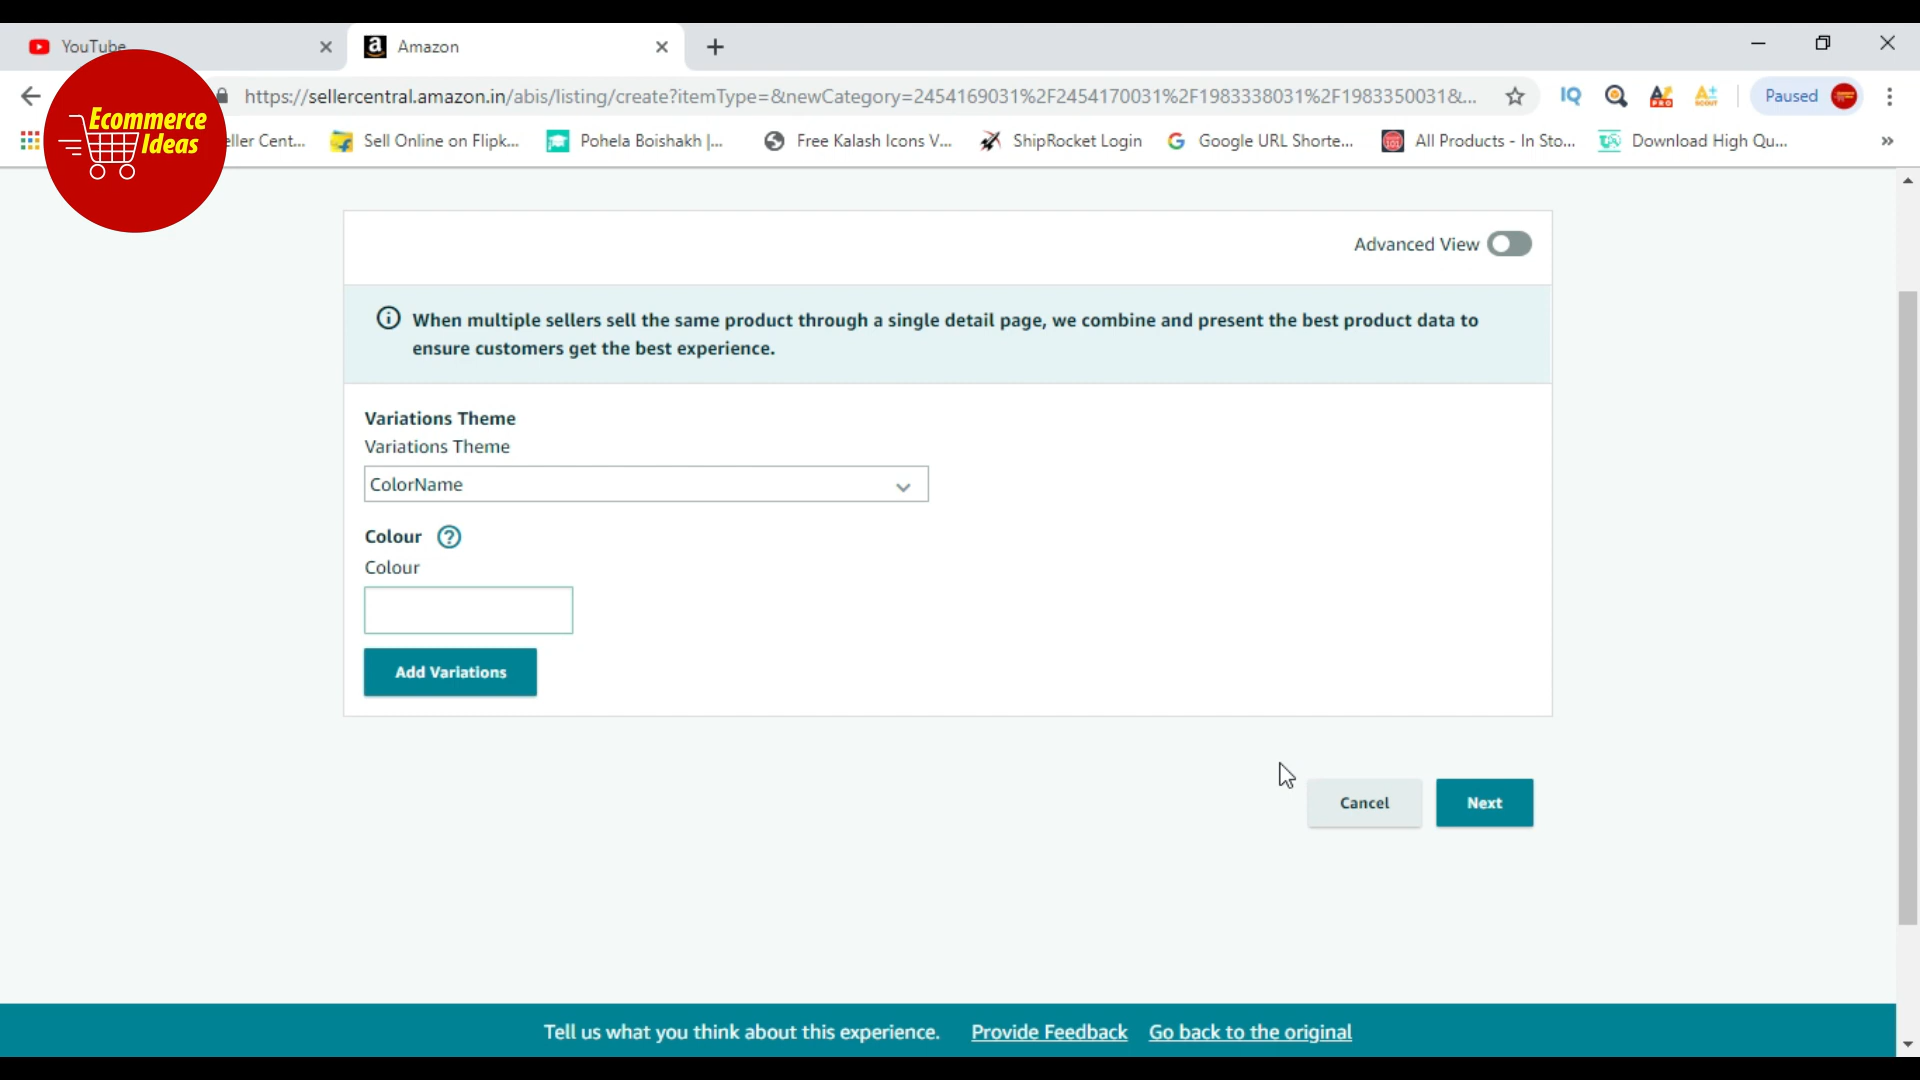 YouTube
Amazon
https://sellercentral.amazon.in/abis/listing/create?itemType=&newCategory=2454169031%2F2454170031%2F1983338031%2F1983350031&...
IQ
PRO
SCOUT
Paused
Ecommerce
Ideas
eller Cent...
Sell Online on Flipk...
Pohela Boishakh |...
Free Kalash Icons V...
ShipRocket Login
Google URL Shorte...
All Products - In Sto...
Download High Qu...
Advanced View
When multiple sellers sell the same product through a single detail page, we combine and present the best product data to
ensure customers get the best experience.
Variations Theme
Variations Theme
ColorName
Colour
Colour
Add Variations
Cancel
Next
Tell us what you think about this experience. Provide Feedback Go back to the original